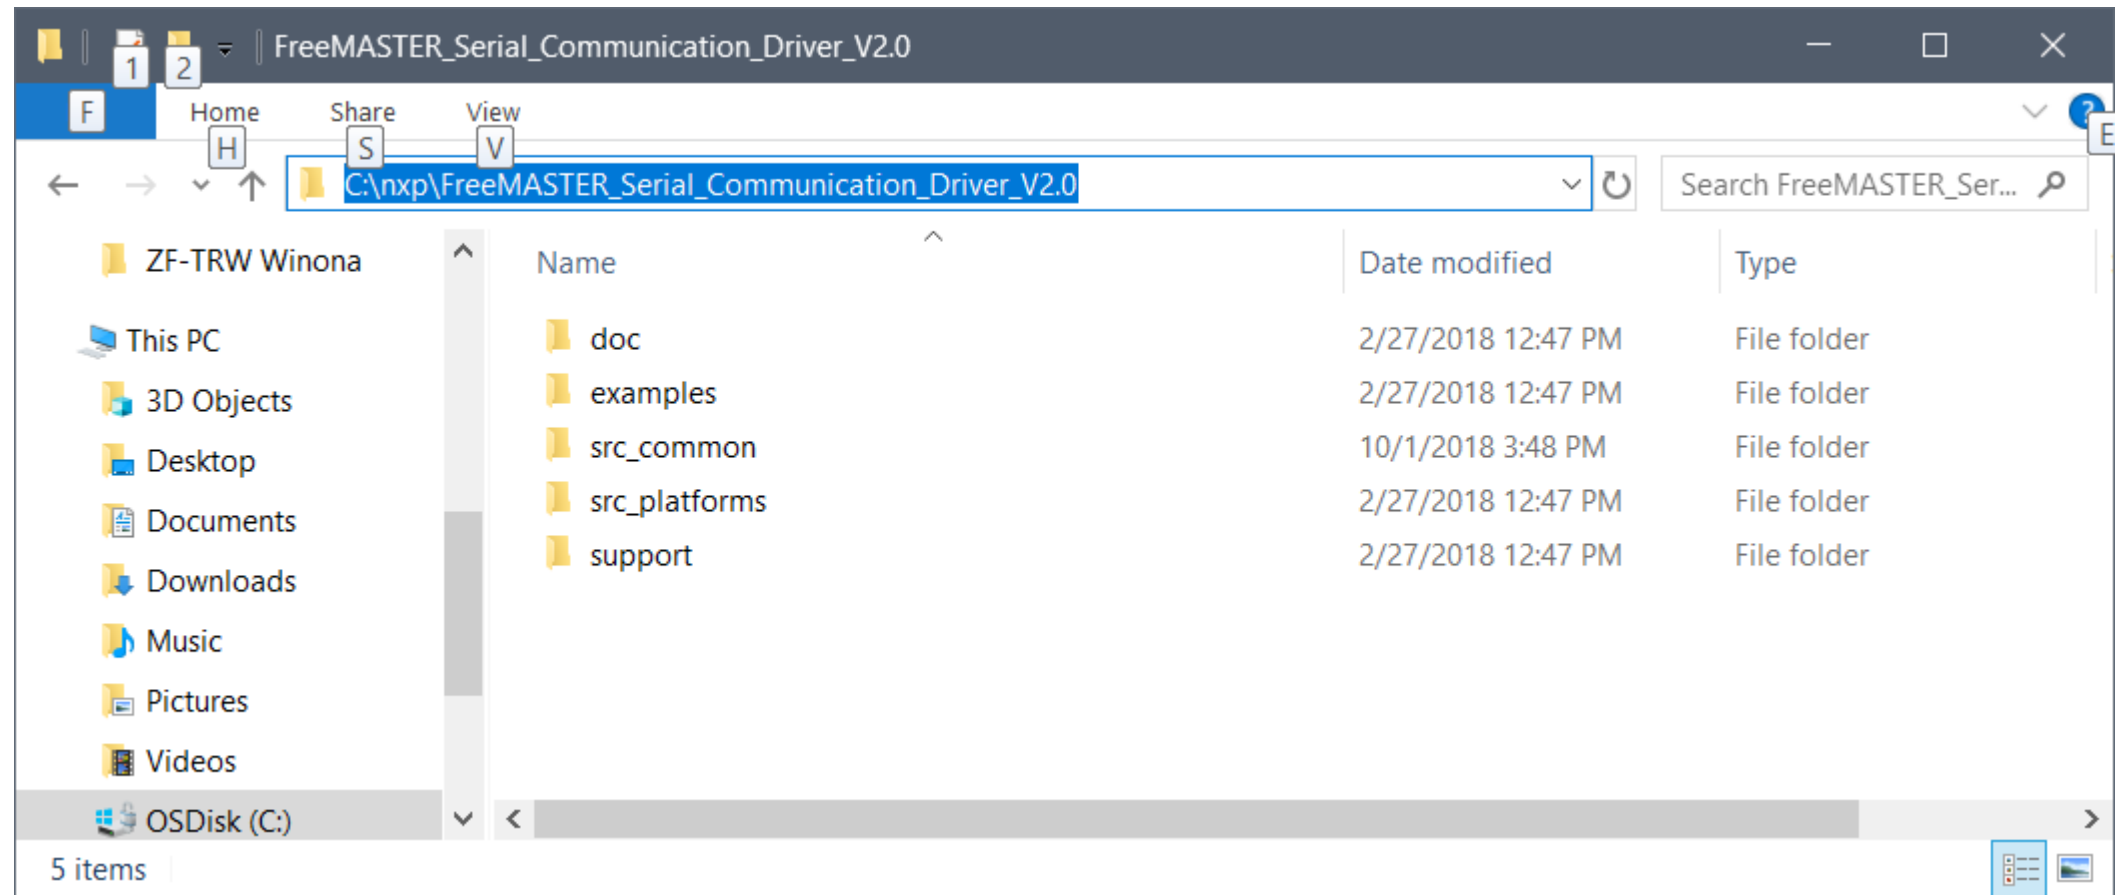 FreeMASTER_Serial_Communication_Driver_V2.0
1 2
F Home Share View ?
H S V E
C:\nxp\FreeMASTER_Serial_Communication_Driver_V2.0 Search FreeMASTER_Ser...
ZF-TRW Winona
This PC
3D Objects
Desktop
Documents
Downloads
Music
Pictures
Videos
OSDisk (C:)
Name Date modified Type
doc 2/27/2018 12:47 PM File folder
examples 2/27/2018 12:47 PM File folder
src_common 10/1/2018 3:48 PM File folder
src_platforms 2/27/2018 12:47 PM File folder
support 2/27/2018 12:47 PM File folder
5 items